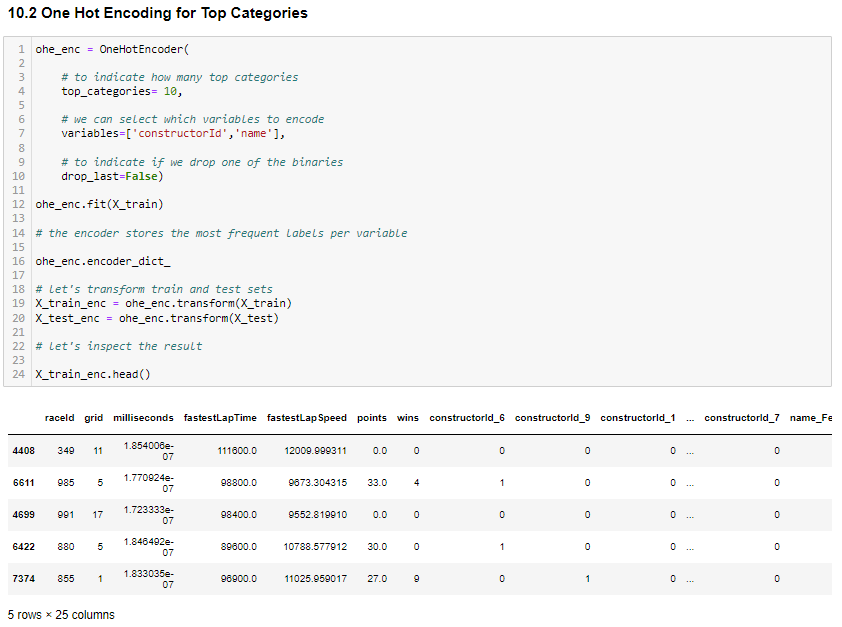 10.2 One Hot Encoding for Top Categories
1 ohe_enc = OneHotEncoder(
2
3 # to indicate how many top categories
4 top_categories= 10,
5
6 # we can select which variables to encode
7 variables=['constructorId','name'],
8
9 # to indicate if we drop one of the binaries
10 drop_last=False)
11
12 ohe_enc.fit(X_train)
13
14 # the encoder stores the most frequent labels per variable
15
16 ohe_enc.encoder_dict_
17
18 # let's transform train and test sets
19 X_train_enc = ohe_enc.transform(X_train)
20 X_test_enc = ohe_enc.transform(X_test)
21
22 # let's inspect the result
23
24 X_train_enc.head()
raceId grid milliseconds fastestLapTime fastestLapSpeed points wins constructorId_6 constructorId_9 constructorId_1 ... constructorId_7 name_Fe
4408 349 11 1.854006e-07 111600.0 12009.999311 0.0 0 0 0 0 ... 0
6611 985 5 1.770924e-07 98800.0 9673.304315 33.0 4 1 0 0 ... 0
4699 991 17 1.723333e-07 98400.0 9552.819910 0.0 0 0 0 0 ... 0
6422 880 5 1.846492e-07 89600.0 10788.577912 30.0 0 1 0 0 ... 0
7374 855 1 1.833035e-07 96900.0 11025.959017 27.0 9 0 1 0 ... 0
5 rows × 25 columns